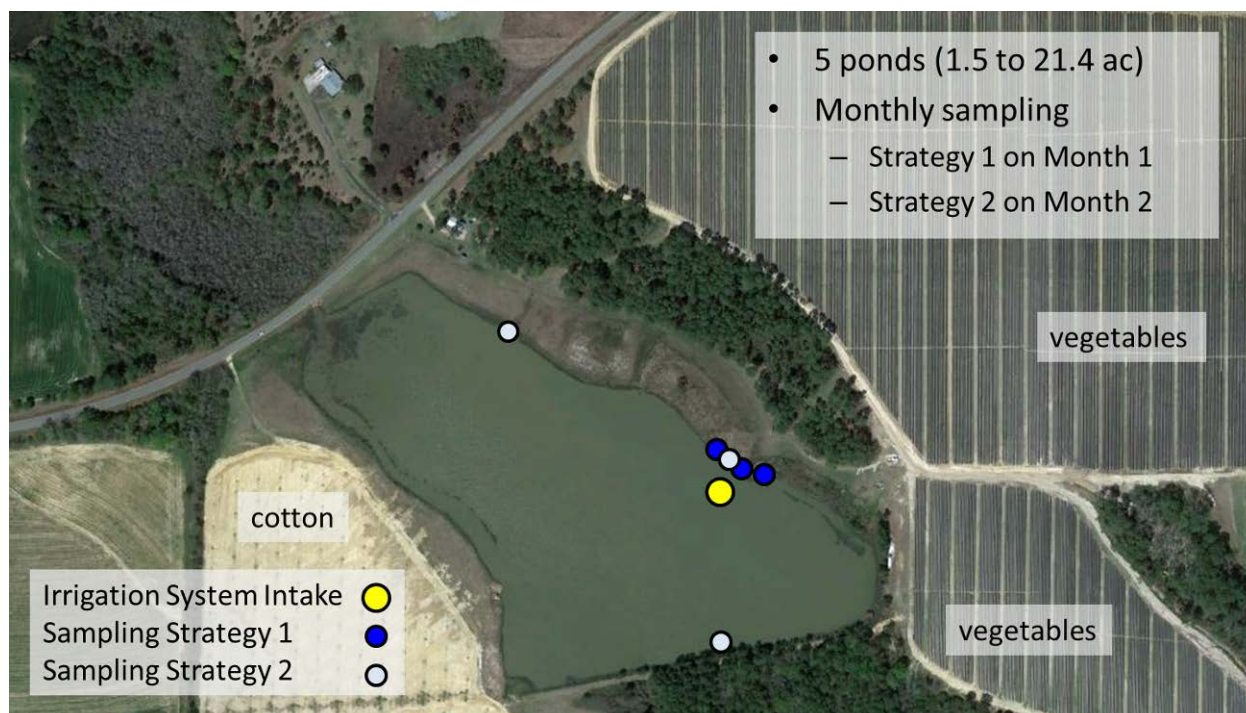 • 5 ponds (1.5 to 21.4 ac)
• Monthly sampling
– Strategy 1 on Month 1
– Strategy 2 on Month 2
vegetables
cotton
Irrigation System Intake
Sampling Strategy 1
Sampling Strategy 2
vegetables